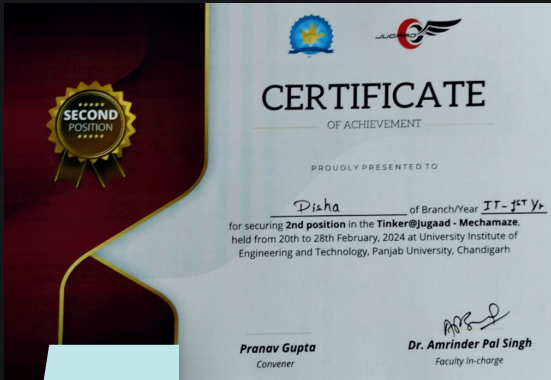 JUGAAD
CERTIFICATE
OF ACHIEVEMENT
SECOND
POSITION
PROUDLY PRESENTED TO
Disha of Branch/Year IT-1st Yr
for securing 2nd position in the Tinker@Jugaad - Mechamaze,
held from 20th to 28th February, 2024 at University Institute of
Engineering and Technology, Panjab University, Chandigarh
Pranav Gupta
Convener
Dr. Amrinder Pal Singh
Faculty In-charge